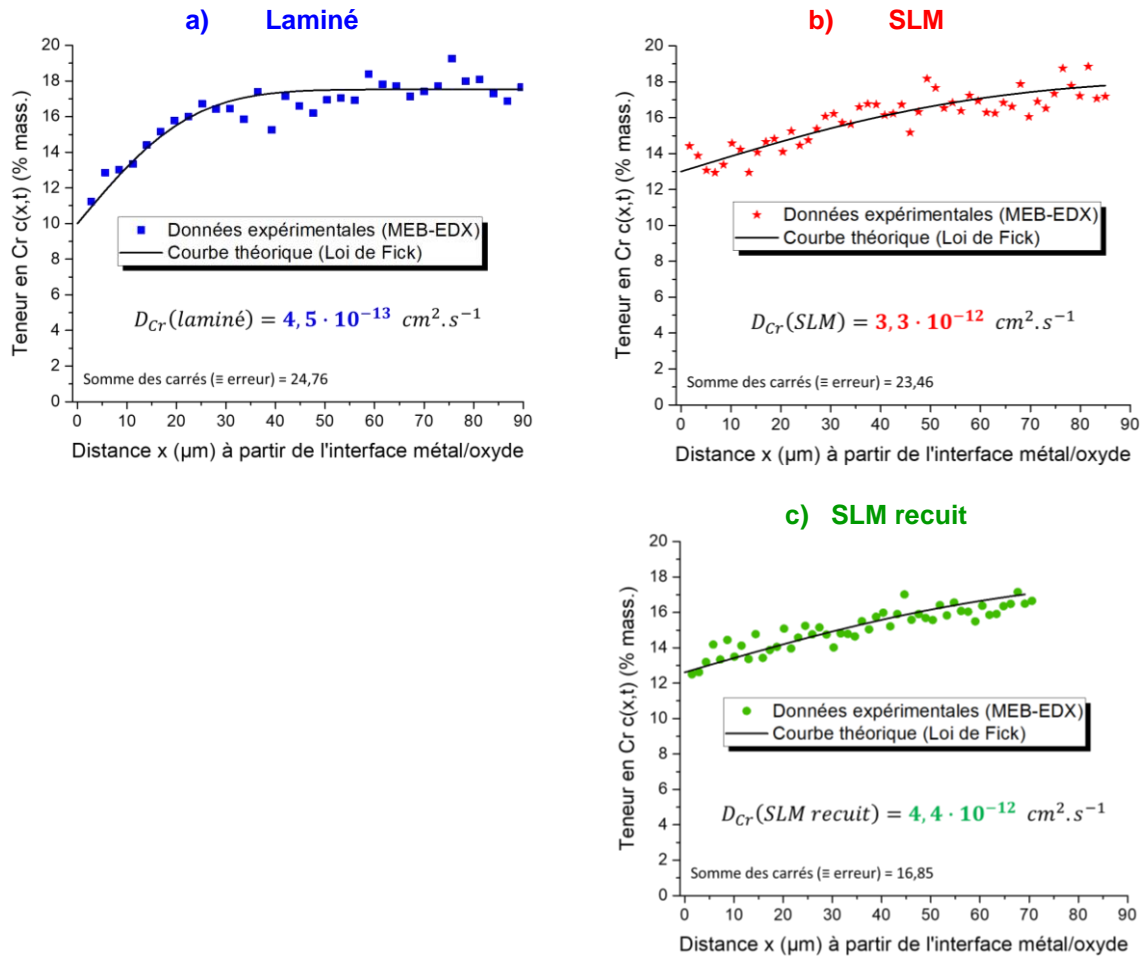 a) Laminé
20
18
16
14
12
10
8
6
4
2
0
Teneur en Cr c(x,t) (% mass.)
Données expérimentales (MEB-EDX)
Courbe théorique (Loi de Fick)
D_Cr(laminé) = 4,5 · 10⁻¹³ cm².s⁻¹
Somme des carrés (≡ erreur) = 24,76
0 10 20 30 40 50 60 70 80 90
Distance x (µm) à partir de l'interface métal/oxyde
b) SLM
20
18
16
14
12
10
8
6
4
2
0
Teneur en Cr c(x,t) (% mass.)
Données expérimentales (MEB-EDX)
Courbe théorique (Loi de Fick)
D_Cr(SLM) = 3,3 · 10⁻¹² cm².s⁻¹
Somme des carrés (≡ erreur) = 23,46
0 10 20 30 40 50 60 70 80 90
Distance x (µm) à partir de l'interface métal/oxyde
c) SLM recuit
20
18
16
14
12
10
8
6
4
2
0
Teneur en Cr c(x,t) (% mass.)
Données expérimentales (MEB-EDX)
Courbe théorique (Loi de Fick)
D_Cr(SLM recuit) = 4,4 · 10⁻¹² cm².s⁻¹
Somme des carrés (≡ erreur) = 16,85
0 10 20 30 40 50 60 70 80 90
Distance x (µm) à partir de l'interface métal/oxyde